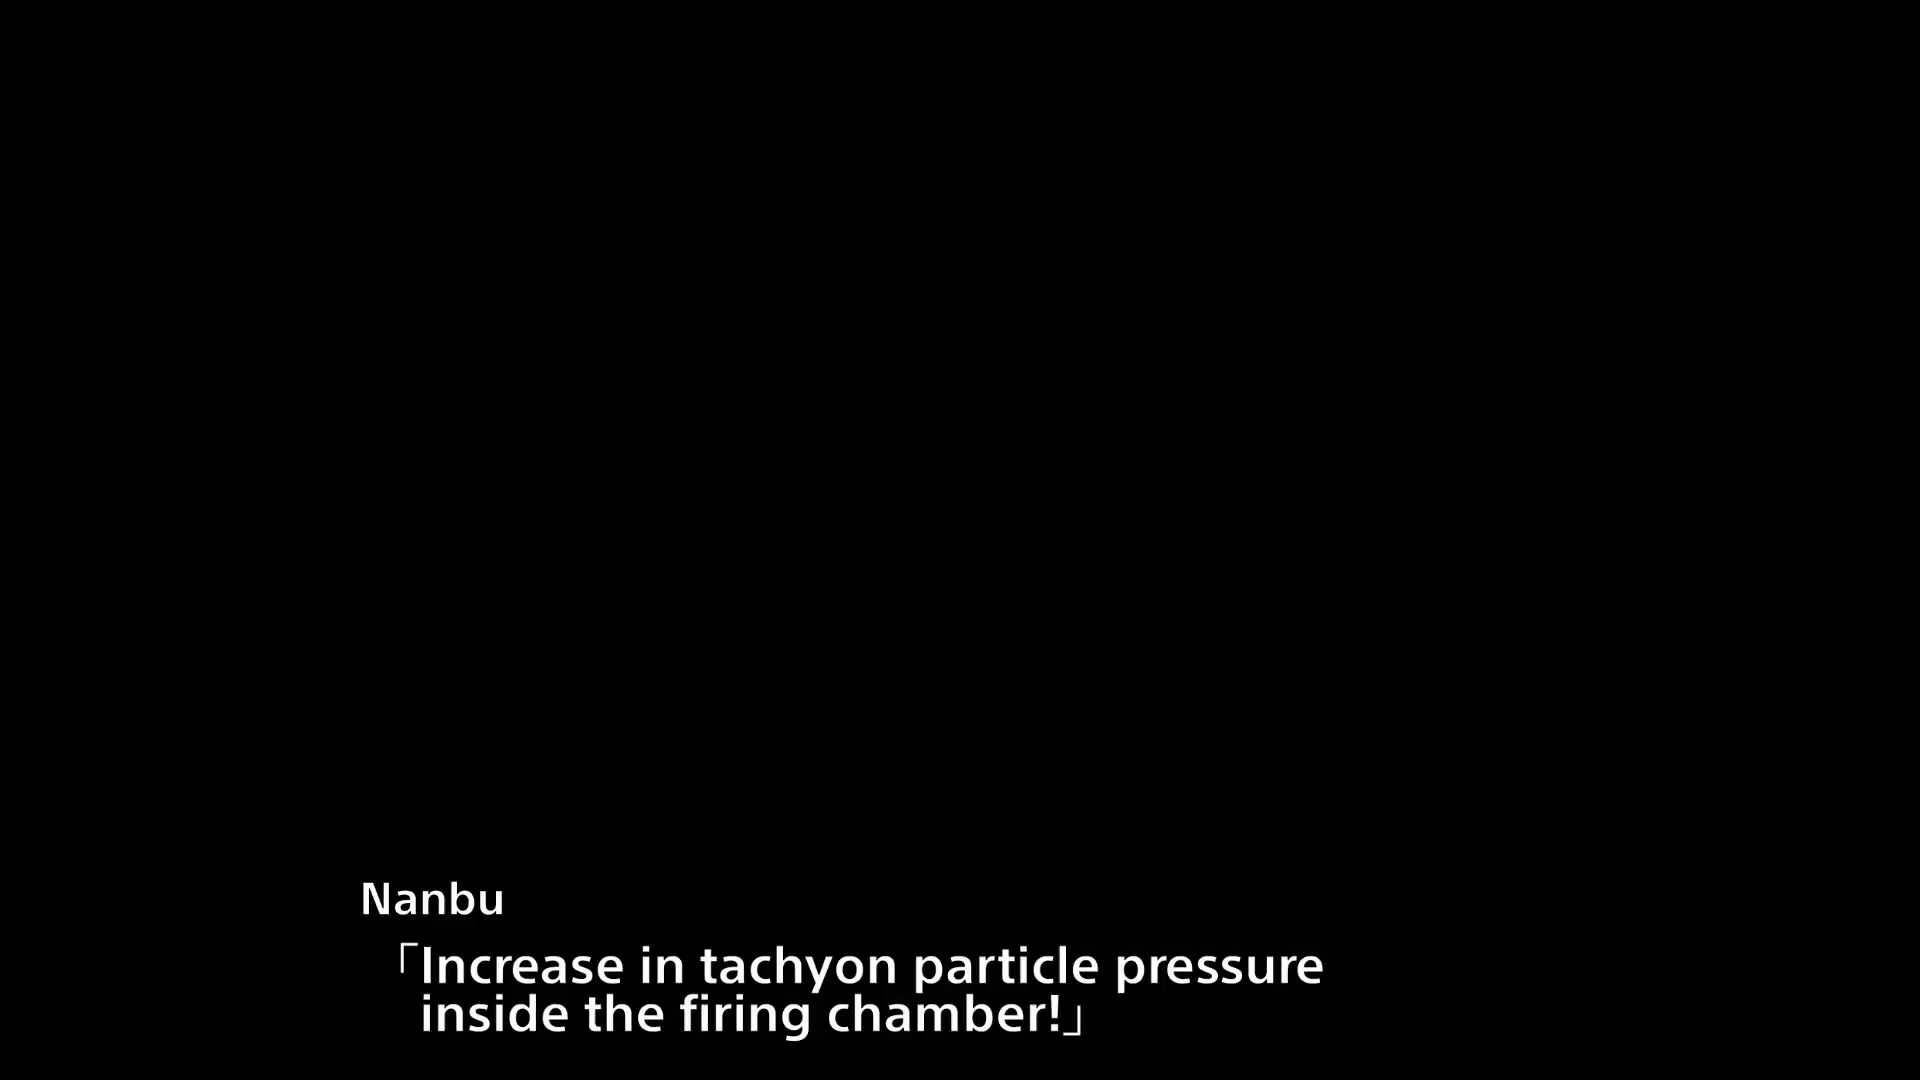 Nanbu
「Increase in tachyon particle pressure
inside the firing chamber!」